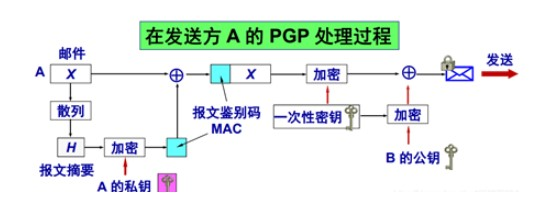 在发送方 A 的 PGP 处理过程
邮件
发送
A
X
X
加密
散列
报文鉴别码
MAC
一次性密钥
加密
H
加密
报文摘要
B 的公钥
A 的私钥